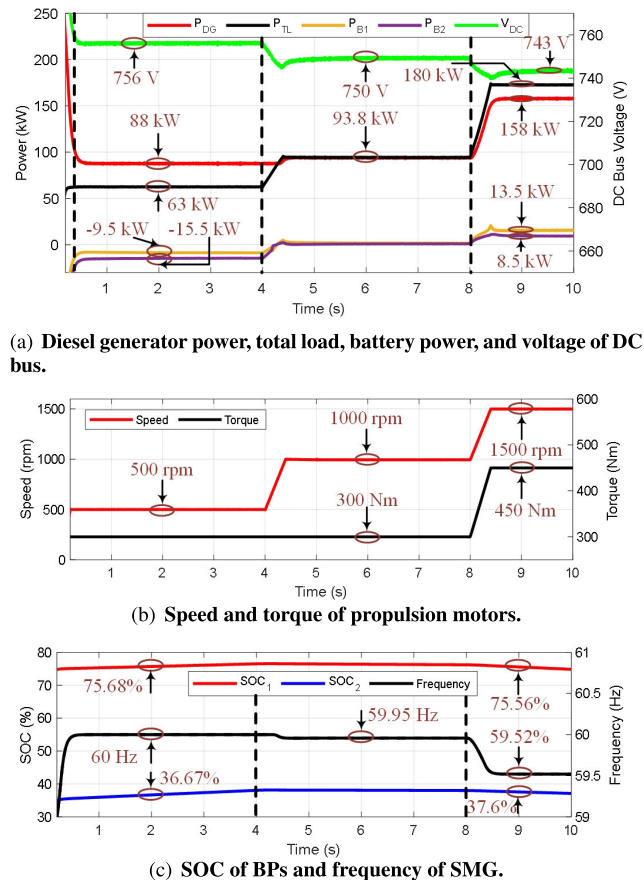 P_DG P_TL P_B1 P_B2 V_DC
250
200
150
100
50
0
Power (kW)
760
740
720
700
680
660
DC Bus Voltage (V)
756 V
750 V
743 V
180 kW
88 kW
93.8 kW
158 kW
63 kW
13.5 kW
-9.5 kW
-15.5 kW
8.5 kW
1 2 3 4 5 6 7 8 9 10
Time (s)
(a) Diesel generator power, total load, battery power, and voltage of DC
bus.
Speed Torque
1500
1000
500
0
Speed (rpm)
600
500
400
300
Torque (Nm)
500 rpm
1000 rpm
1500 rpm
300 Nm
450 Nm
1 2 3 4 5 6 7 8 9 10
Time (s)
(b) Speed and torque of propulsion motors.
SOC_1 SOC_2 Frequency
80
70
60
50
40
30
SOC (%)
61
60.5
60
59.5
59
Frequency (Hz)
75.68%
75.56%
59.95 Hz
59.52%
60 Hz
36.67%
37.6%
1 2 3 4 5 6 7 8 9 10
Time (s)
(c) SOC of BPs and frequency of SMG.